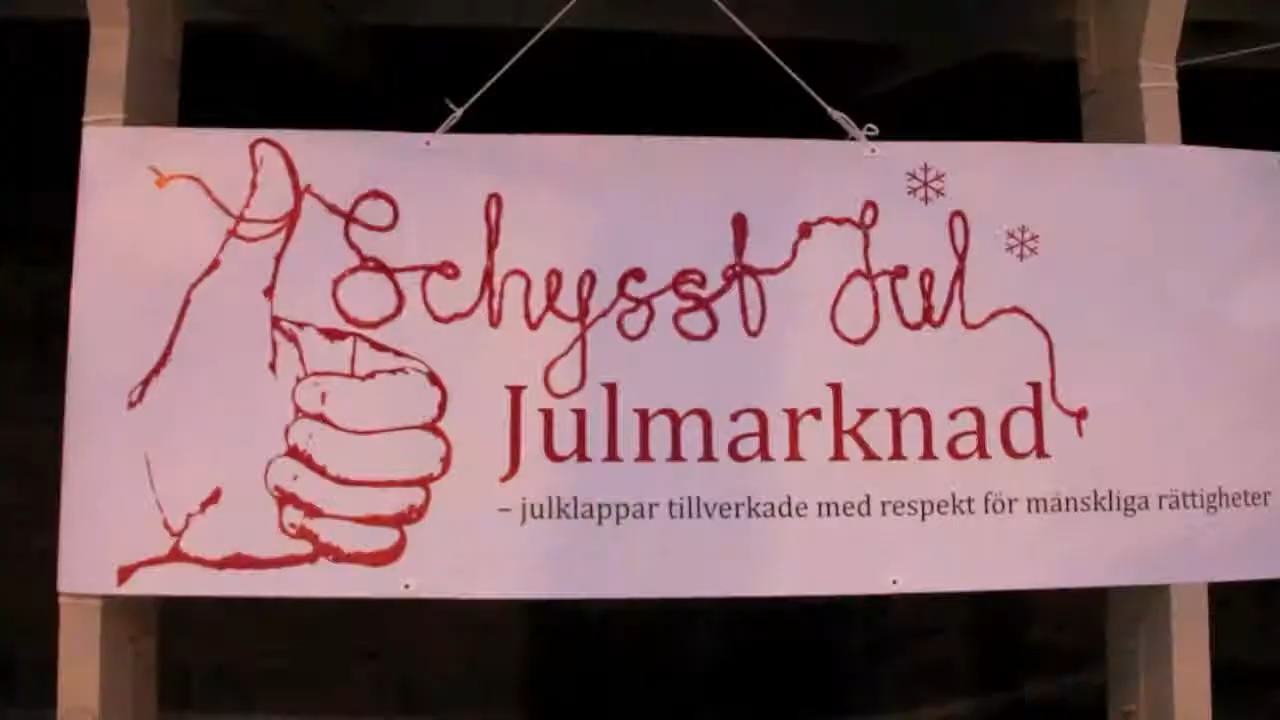 Schysst Jul
Julmarknad
– julklappar tillverkade med respekt för mänskliga rättigheter